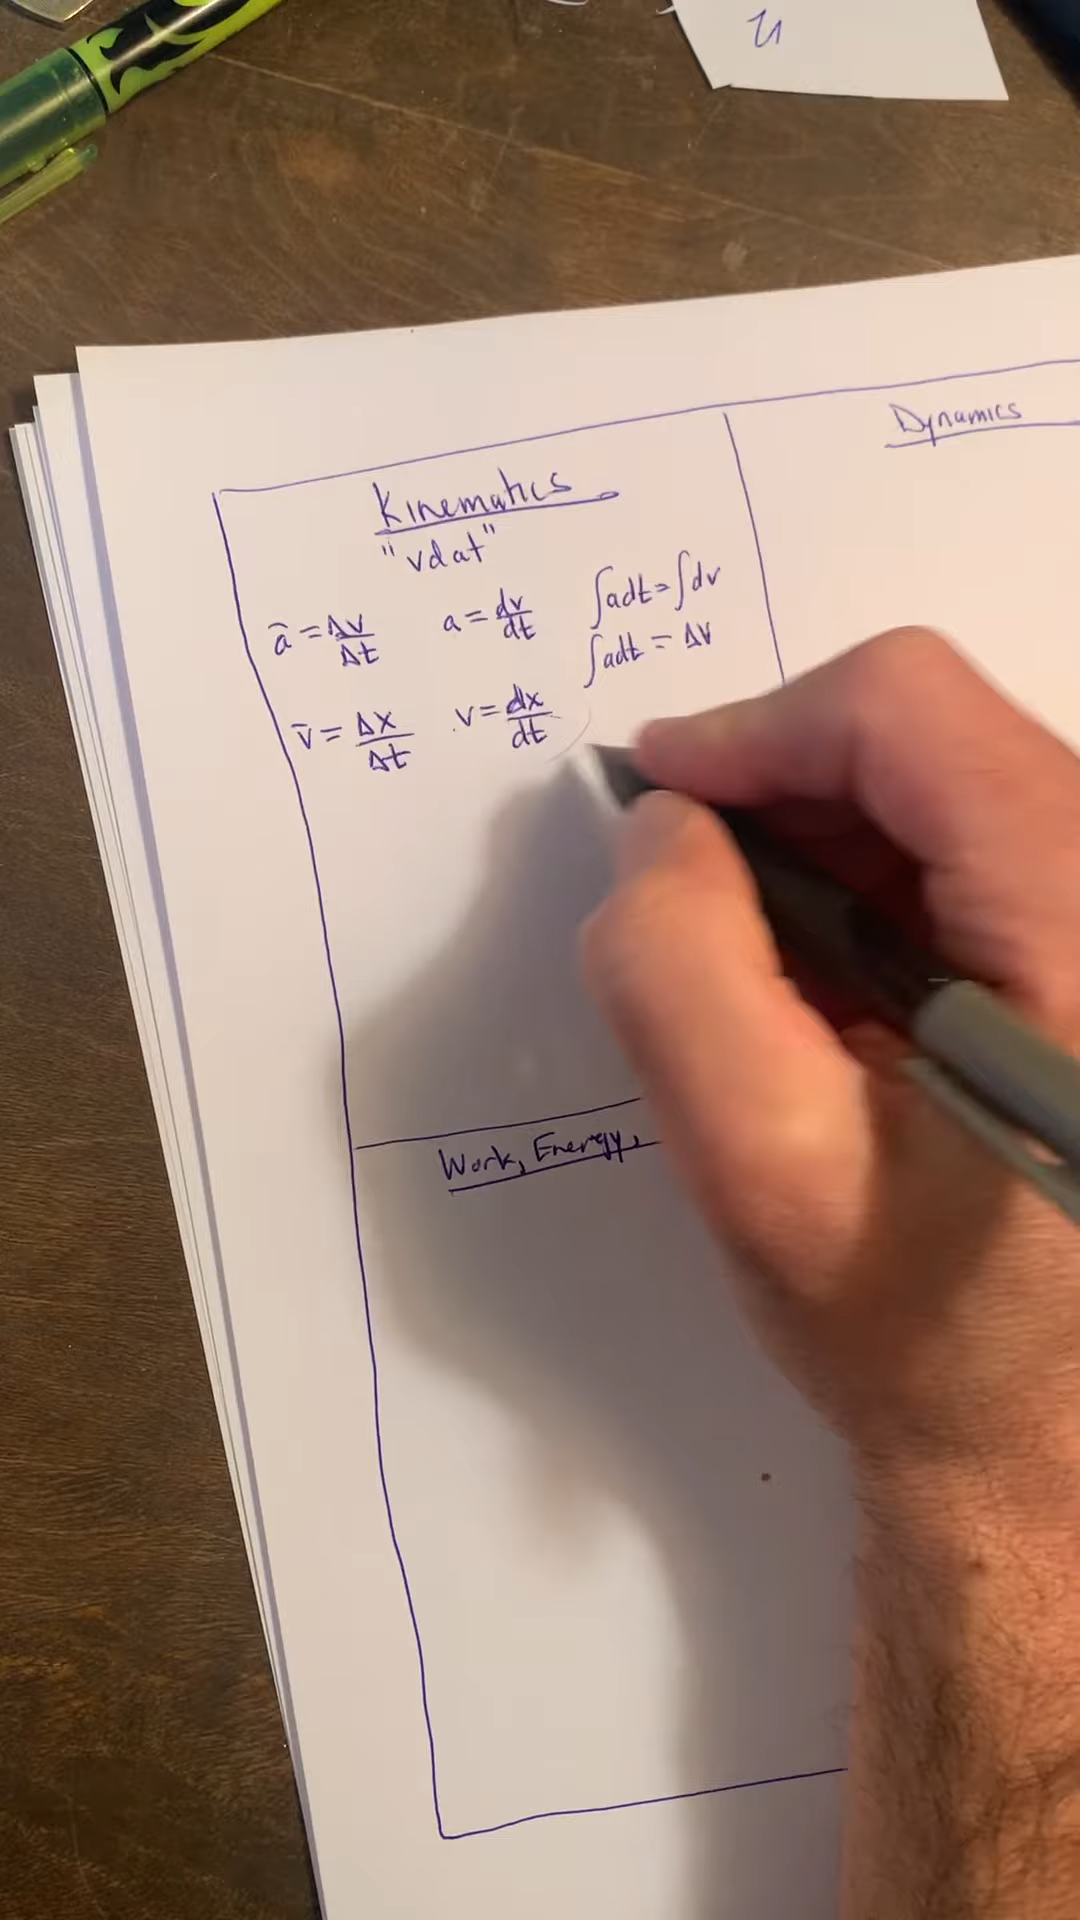 Dynamics
Kinematics
"vdat"
ā = Δv/Δt a = dv/dt ∫adt = ∫dv
∫adt = Δv
v̄ = Δx/Δt v = dx/dt
Work, Energy,